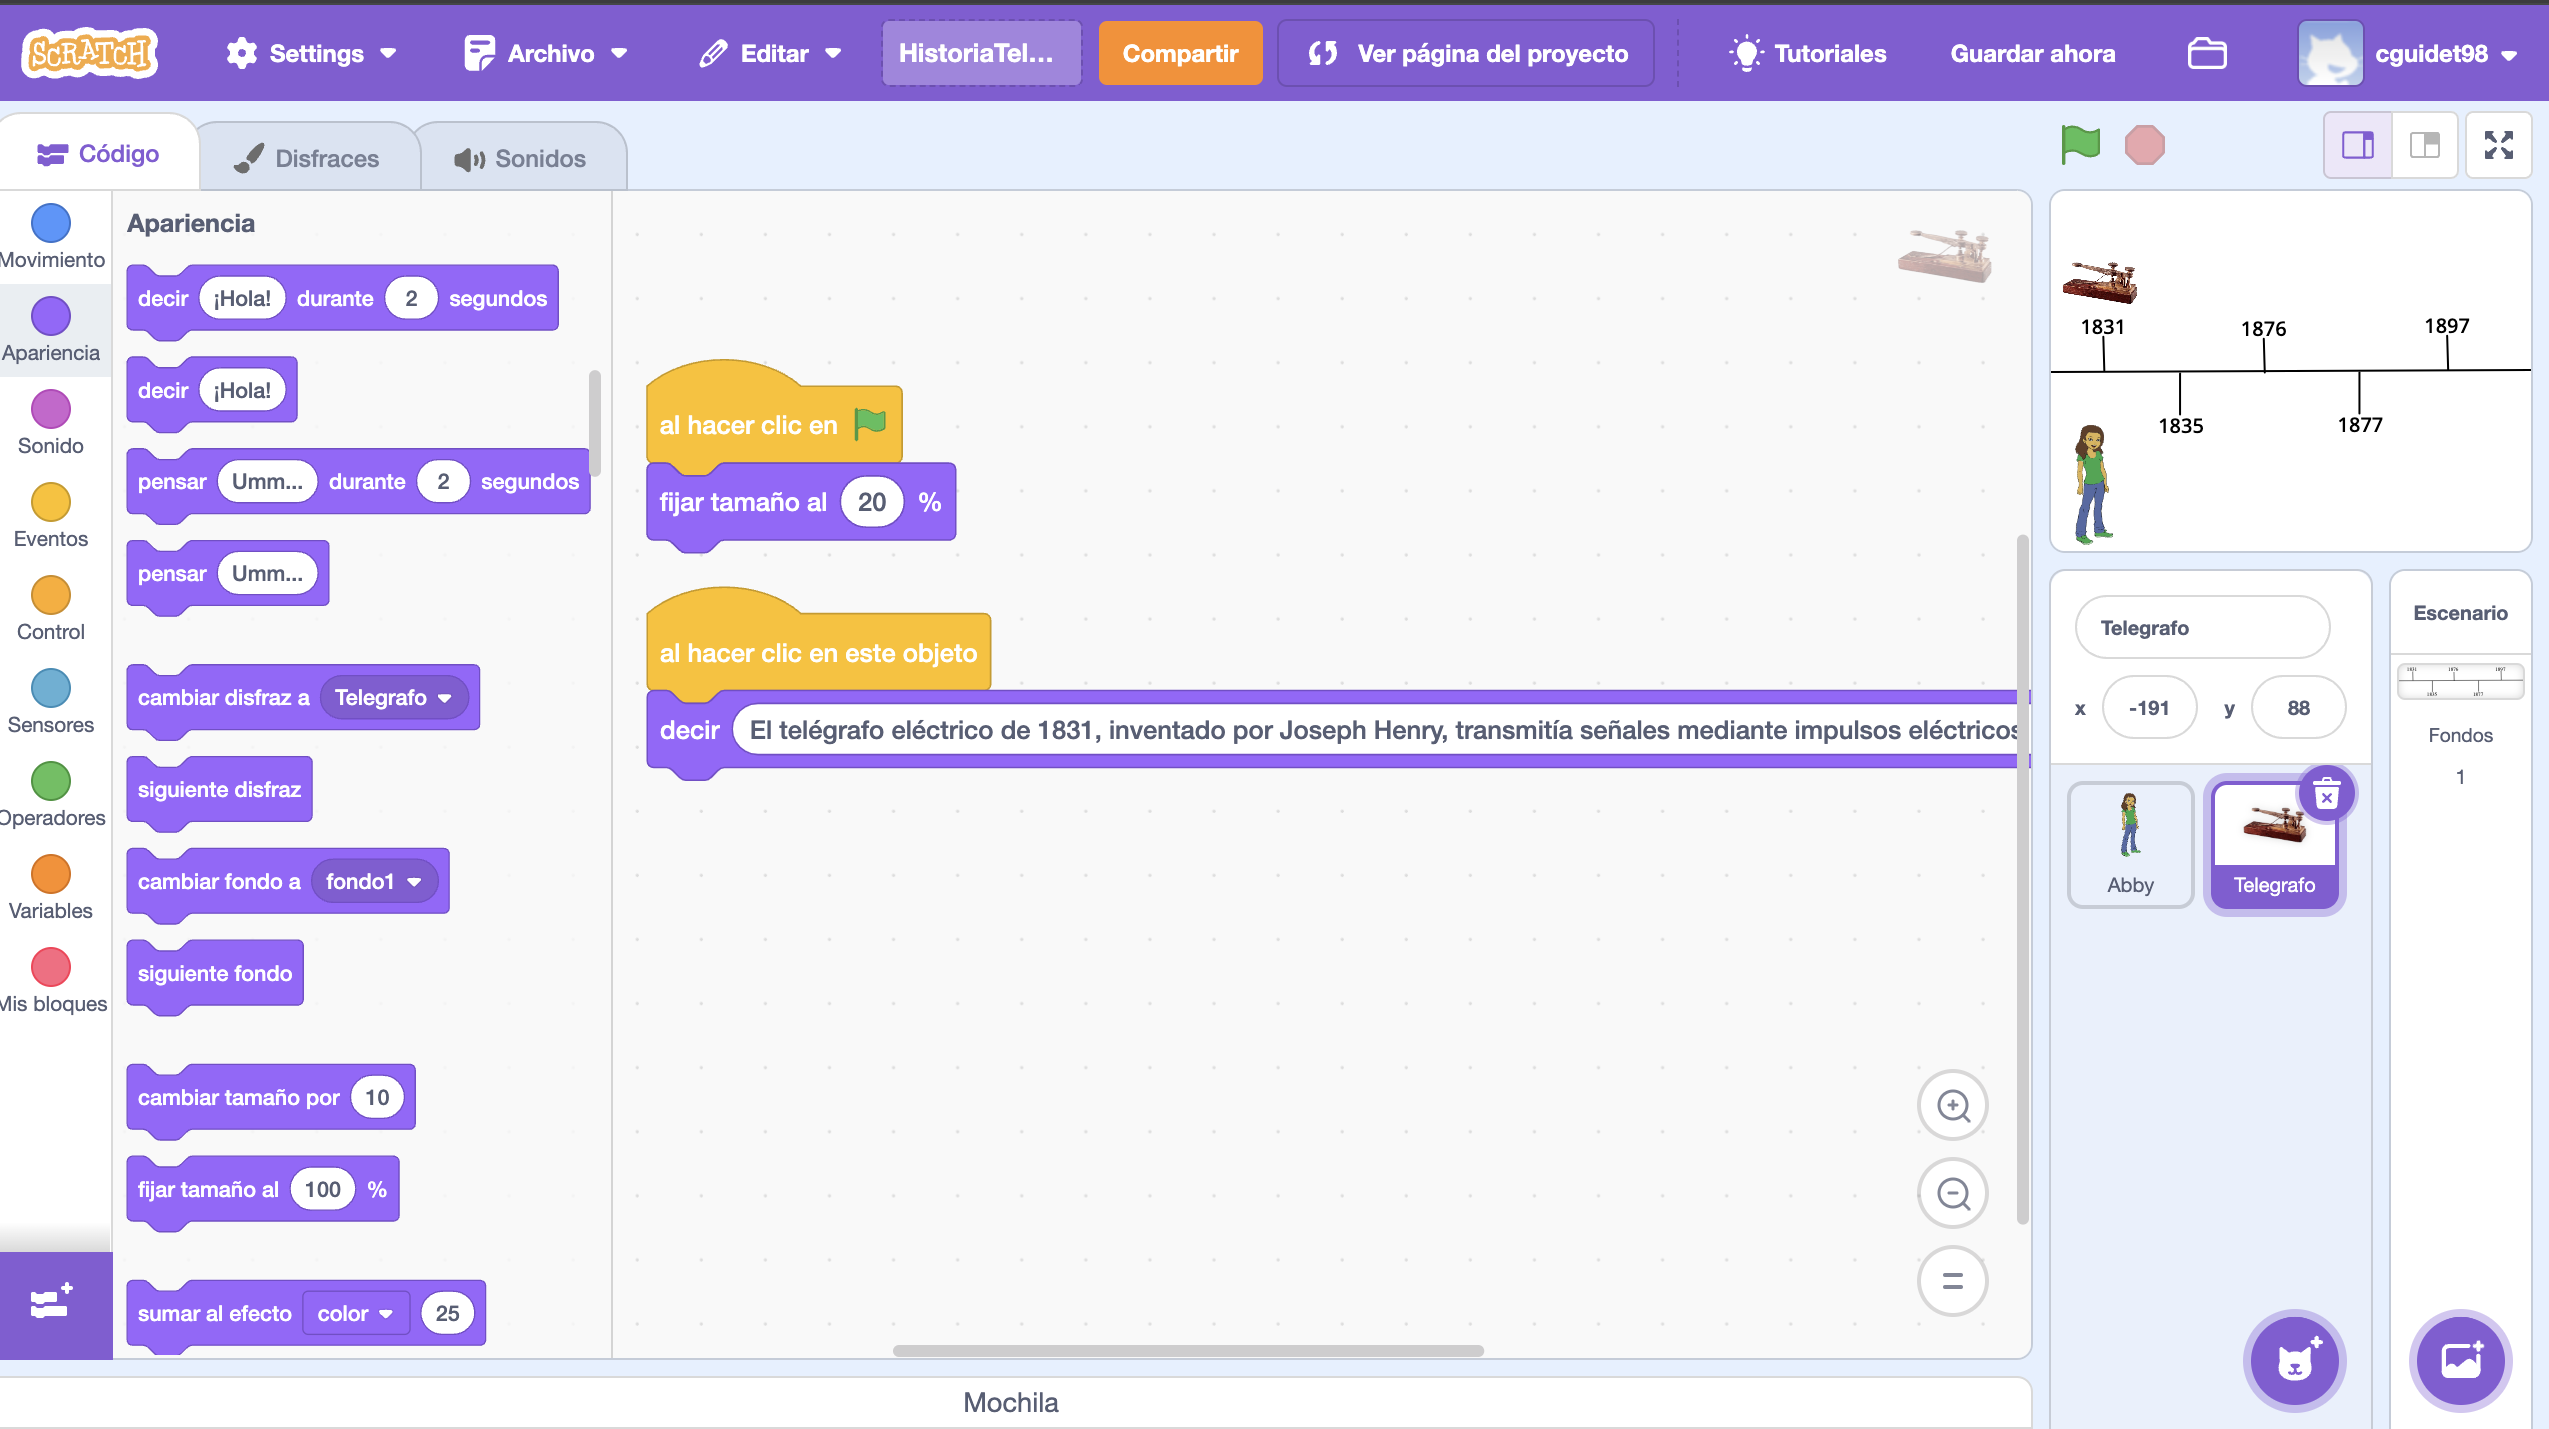 SCRATCH
Settings
Archivo
Editar
HistoriaTel...
Compartir
Ver página del proyecto
Tutoriales
Guardar ahora
cguidet98
Código
Disfraces
Sonidos
Movimiento
Apariencia
Sonido
Eventos
Control
Sensores
Operadores
Variables
Mis bloques
Apariencia
decir ¡Hola! durante 2 segundos
decir ¡Hola!
pensar Umm... durante 2 segundos
pensar Umm...
cambiar disfraz a Telegrafo
siguiente disfraz
cambiar fondo a fondo1
siguiente fondo
cambiar tamaño por 10
fijar tamaño al 100 %
sumar al efecto color 25
al hacer clic en
fijar tamaño al 20 %
al hacer clic en este objeto
decir El telégrafo eléctrico de 1831, inventado por Joseph Henry, transmitía señales mediante impulsos eléctricos
1831
1876
1897
1835
1877
Telegrafo
x -191 y 88
Abby
Telegrafo
Escenario
1831 1876 1897
1835 1877
Fondos
1
Mochila